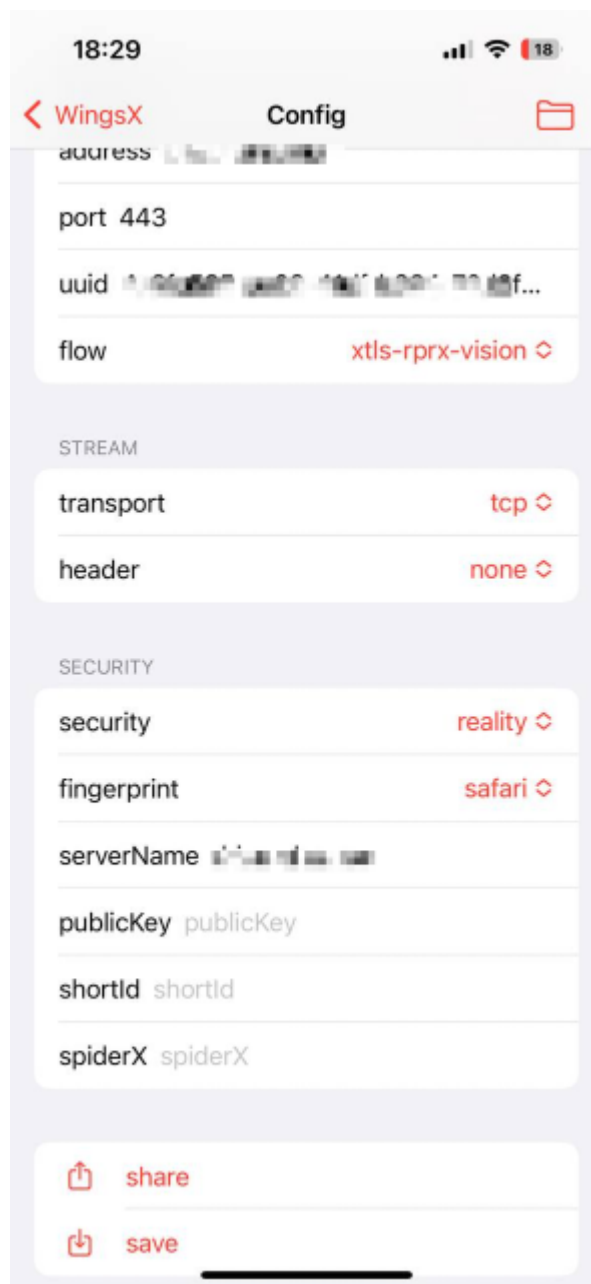 18:29
18
WingsX Config
address
port 443
uuid
flow xtls-rprx-vision
STREAM
transport tcp
header none
SECURITY
security reality
fingerprint safari
serverName
publicKey publicKey
shortId shortId
spiderX spiderX
share
save